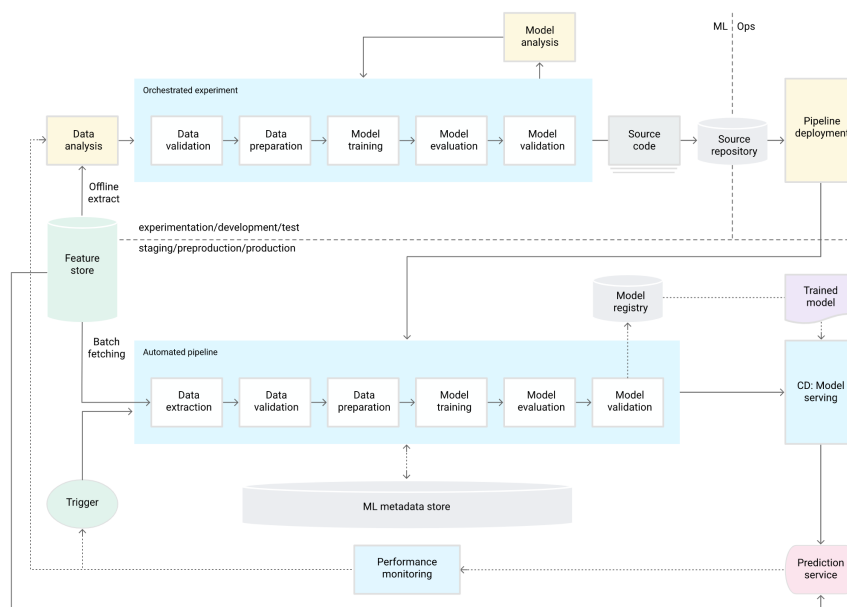 Model
analysis
ML
Ops
Orchestrated experiment
Data
analysis
Data
validation
Data
preparation
Model
training
Model
evaluation
Model
validation
Source
code
Source
repository
Pipeline
deployment
Offline
extract
experimentation/development/test
staging/preproduction/production
Feature
store
Batch
fetching
Model
registry
Trained
model
Automated pipeline
Data
extraction
Data
validation
Data
preparation
Model
training
Model
evaluation
Model
validation
CD: Model
serving
Trigger
ML metadata store
Performance
monitoring
Prediction
service